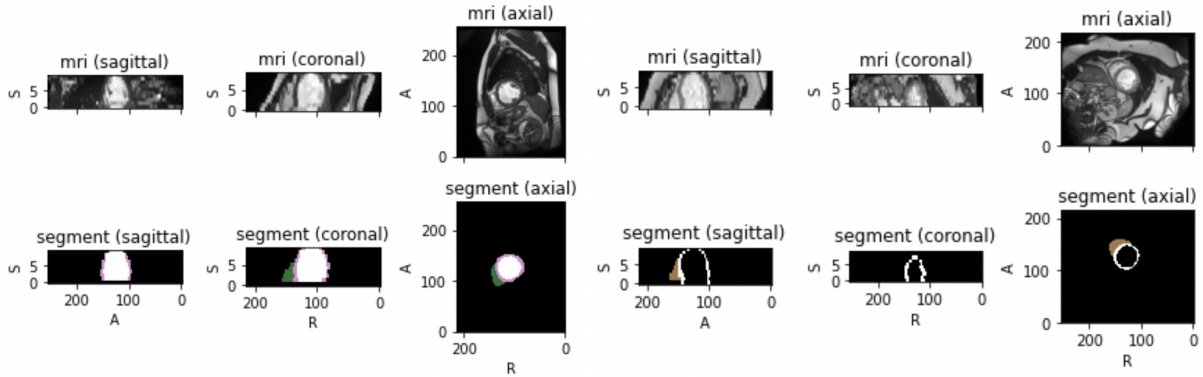 mri (sagittal)
S
5
0
mri (coronal)
S
5
0
mri (axial)
A
200
100
0
mri (sagittal)
S
5
0
mri (coronal)
S
5
0
mri (axial)
A
200
100
0
segment (sagittal)
S
5
0
200 100 0
A
segment (coronal)
S
5
0
200 100 0
R
segment (axial)
A
200
100
0
200 0
R
segment (sagittal)
S
5
0
200 100 0
A
segment (coronal)
S
5
0
200 100 0
R
segment (axial)
A
200
100
0
200 100 0
R